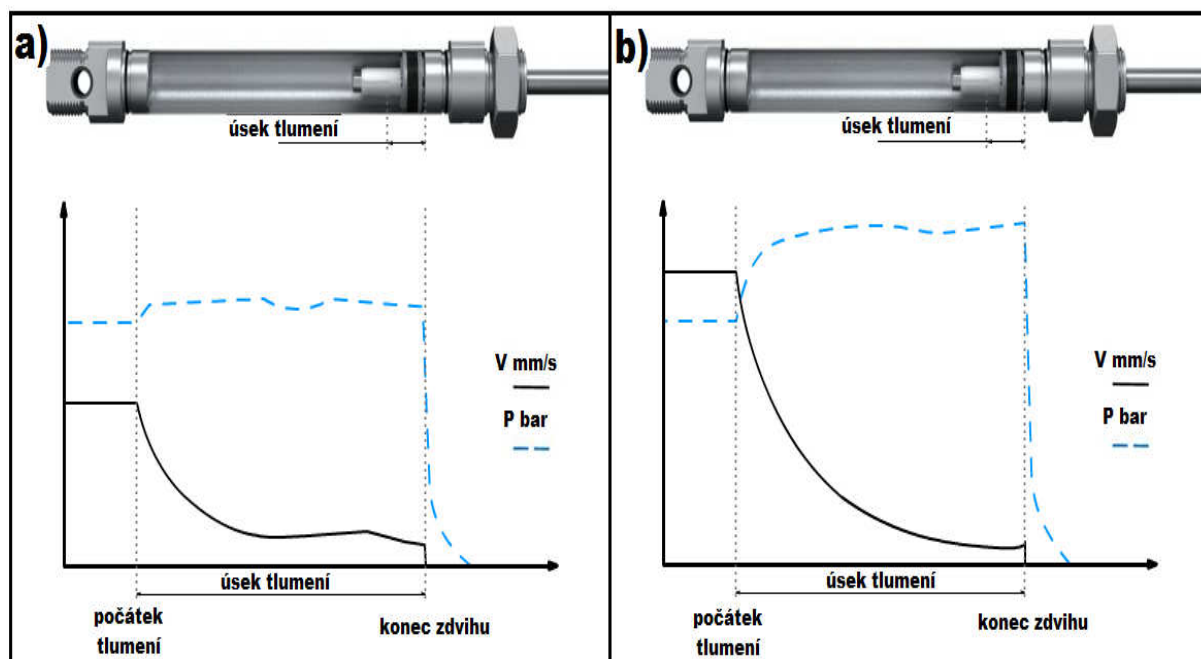 a)
úsek tlumení
V mm/s
P bar
úsek tlumení
počátek
tlumení
konec zdvihu
b)
úsek tlumení
V mm/s
P bar
úsek tlumení
počátek
tlumení
konec zdvihu